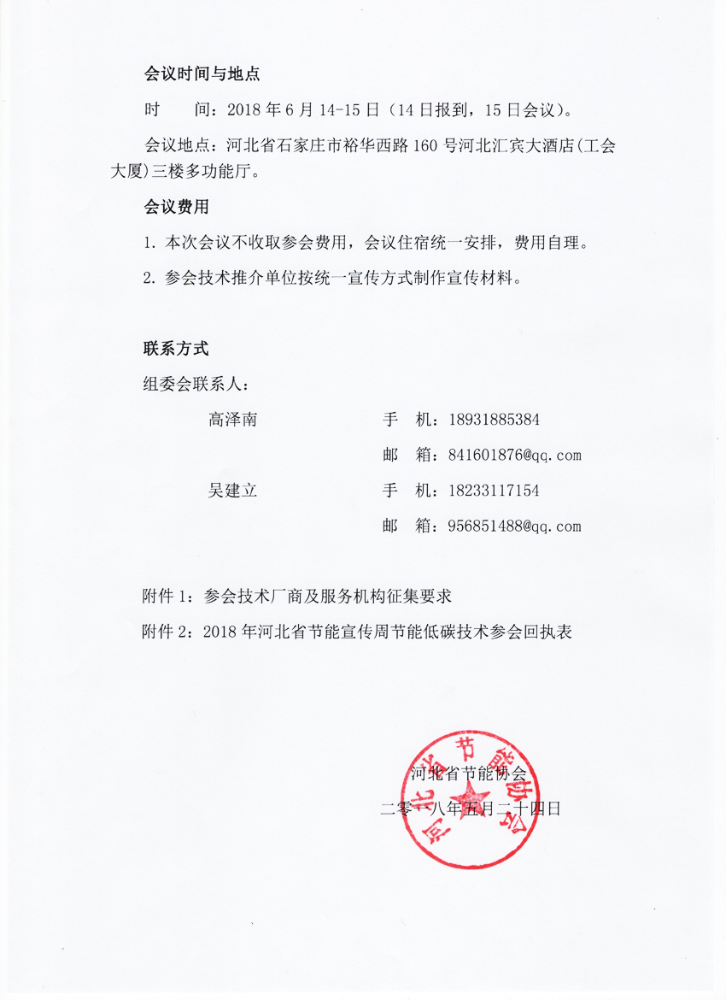 会议时间与地点
时　　间：2018 年 6 月 14-15 日（14 日报到，15 日会议）。
会议地点：河北省石家庄市裕华西路 160 号河北汇宾大酒店(工会
大厦)三楼多功能厅。
会议费用
1. 本次会议不收取参会费用，会议住宿统一安排，费用自理。
2. 参会技术推介单位按统一宣传方式制作宣传材料。
联系方式
组委会联系人：
高泽南　手　机：18931885384
邮　箱：841601876@qq.com
吴建立　手　机：18233117154
邮　箱：956851488@qq.com
附件 1：参会技术厂商及服务机构征集要求
附件 2：2018 年河北省节能宣传周节能低碳技术参会回执表
河北省节能协会
二零一八年五月二十四日
河北省节能协会